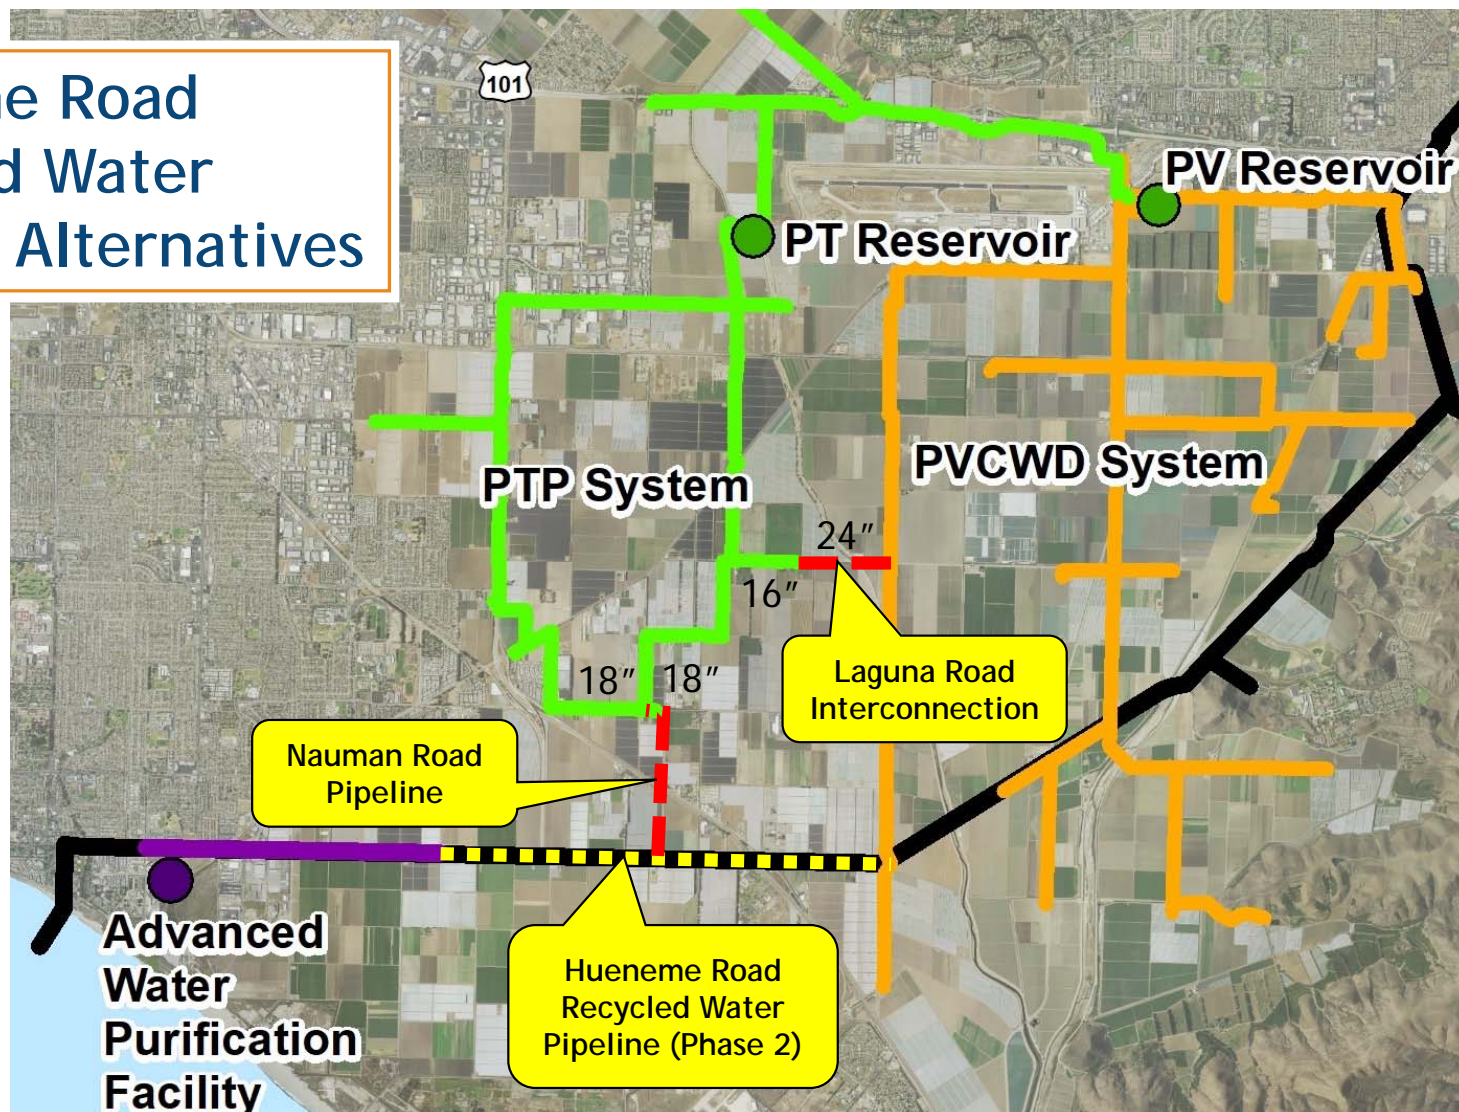 ne Road
d Water
Alternatives
101
PV Reservoir
PT Reservoir
PTP System
PVCWD System
24”
16”
Laguna Road
Interconnection
18” 18”
Nauman Road
Pipeline
Hueneme Road
Recycled Water
Pipeline (Phase 2)
Advanced
Water
Purification
Facility